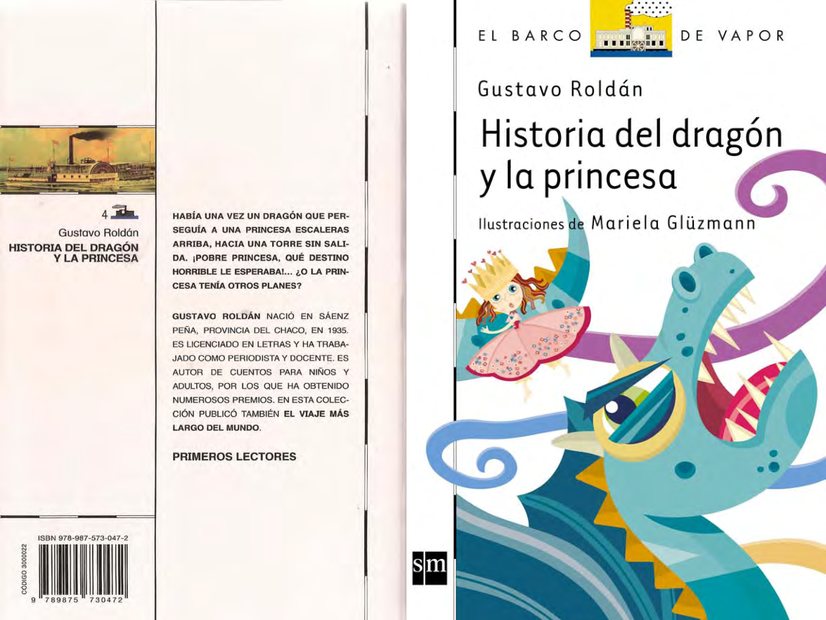 4
Gustavo Roldán
HISTORIA DEL DRAGÓN
Y LA PRINCESA
HABÍA UNA VEZ UN DRAGÓN QUE PER-
SEGUÍA A UNA PRINCESA ESCALERAS
ARRIBA, HACIA UNA TORRE SIN SALI-
DA. ¡POBRE PRINCESA, QUÉ DESTINO
HORRIBLE LE ESPERABA!... ¿O LA PRIN-
CESA TENÍA OTROS PLANES?
GUSTAVO ROLDÁN NACIÓ EN SÁENZ
PEÑA, PROVINCIA DEL CHACO, EN 1935.
ES LICENCIADO EN LETRAS Y HA TRABA-
JADO COMO PERIODISTA Y DOCENTE. ES
AUTOR DE CUENTOS PARA NIÑOS Y
ADULTOS, POR LOS QUE HA OBTENIDO
NUMEROSOS PREMIOS. EN ESTA COLEC-
CIÓN PUBLICÓ TAMBIÉN EL VIAJE MÁS
LARGO DEL MUNDO.
PRIMEROS LECTORES
ISBN 978-987-573-047-2
CÓDIGO 3000022
9 789875 730472
EL BARCO DE VAPOR
Gustavo Roldán
Historia del dragón
y la princesa
Ilustraciones de Mariela Glüzmann
sm